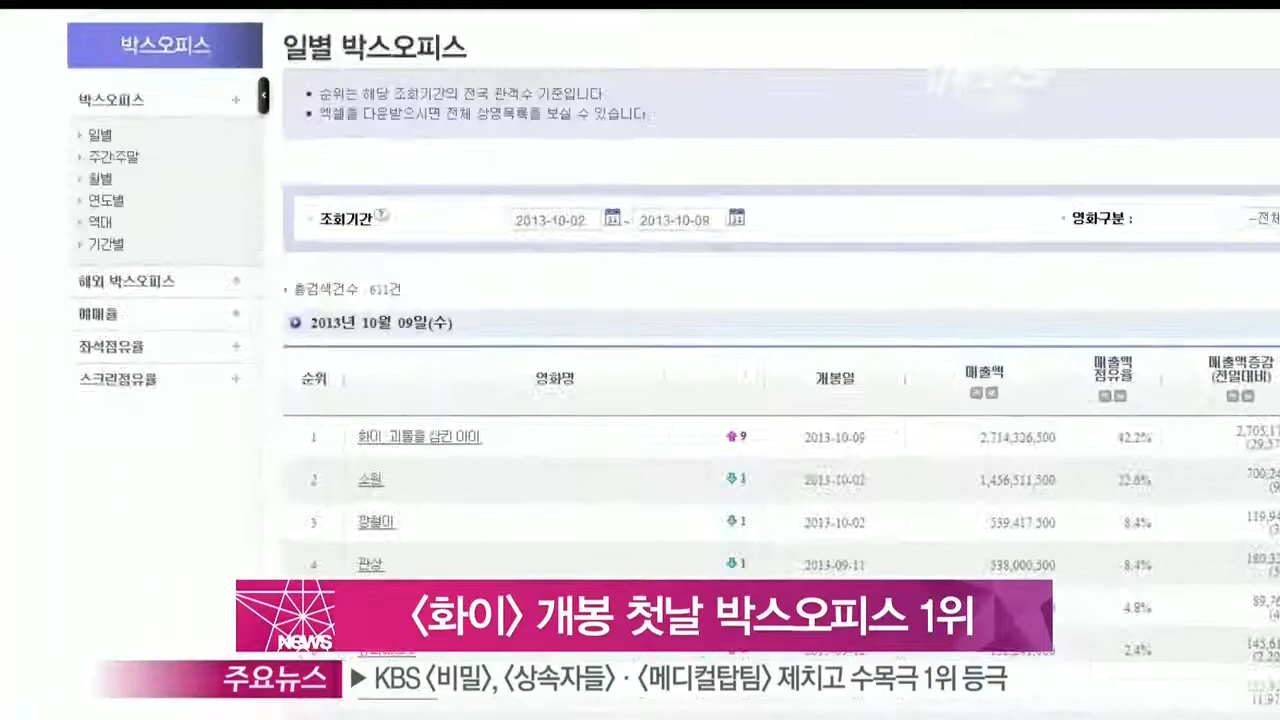 박스오피스
일별 박스오피스
순위는 해당 조회기간의 전국 관객수 기준입니다
엑셀를 다운받으시면 전체 상영목록을 보실 수 있습니다.
박스오피스
일별
주간/주말
월별
연도별
역대
기간별
해외 박스오피스
예매율
좌석점유율
스크린점유율
조회기간 2013-10-02 ~ 2013-10-09 영화구분 : --전체
총검색건수 : 611건
2013년 10월 09일(수)
순위 영화명 개봉일 매출액 매출액 점유율 매출액증감 (전일대비)
1 화이 괴물을 삼킨 아이 9 2013-10-09 2,714,326,500 42.2%
2 소원 1 2013-10-02 1,456,511,500 22.6%
3 깡철이 1 2013-10-02 539,417,500 8.4%
4 관상 1 2013-09-11 538,000,500 8.4%
4.8%
2.4%
NEWS
<화이> 개봉 첫날 박스오피스 1위
주요뉴스 ▶ KBS <비밀>, <상속자들>·<메디컬탑팀> 제치고 수목극 1위 등극